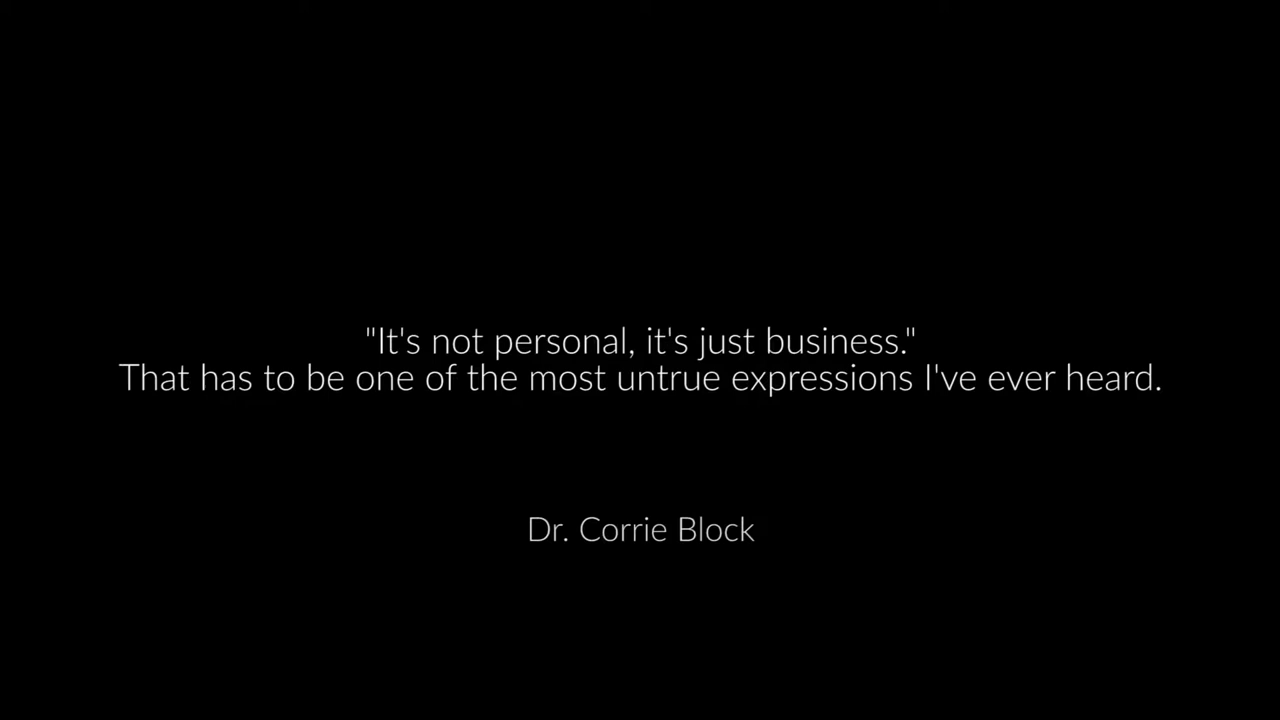 "It's not personal, it's just business."
That has to be one of the most untrue expressions I've ever heard.
Dr. Corrie Block